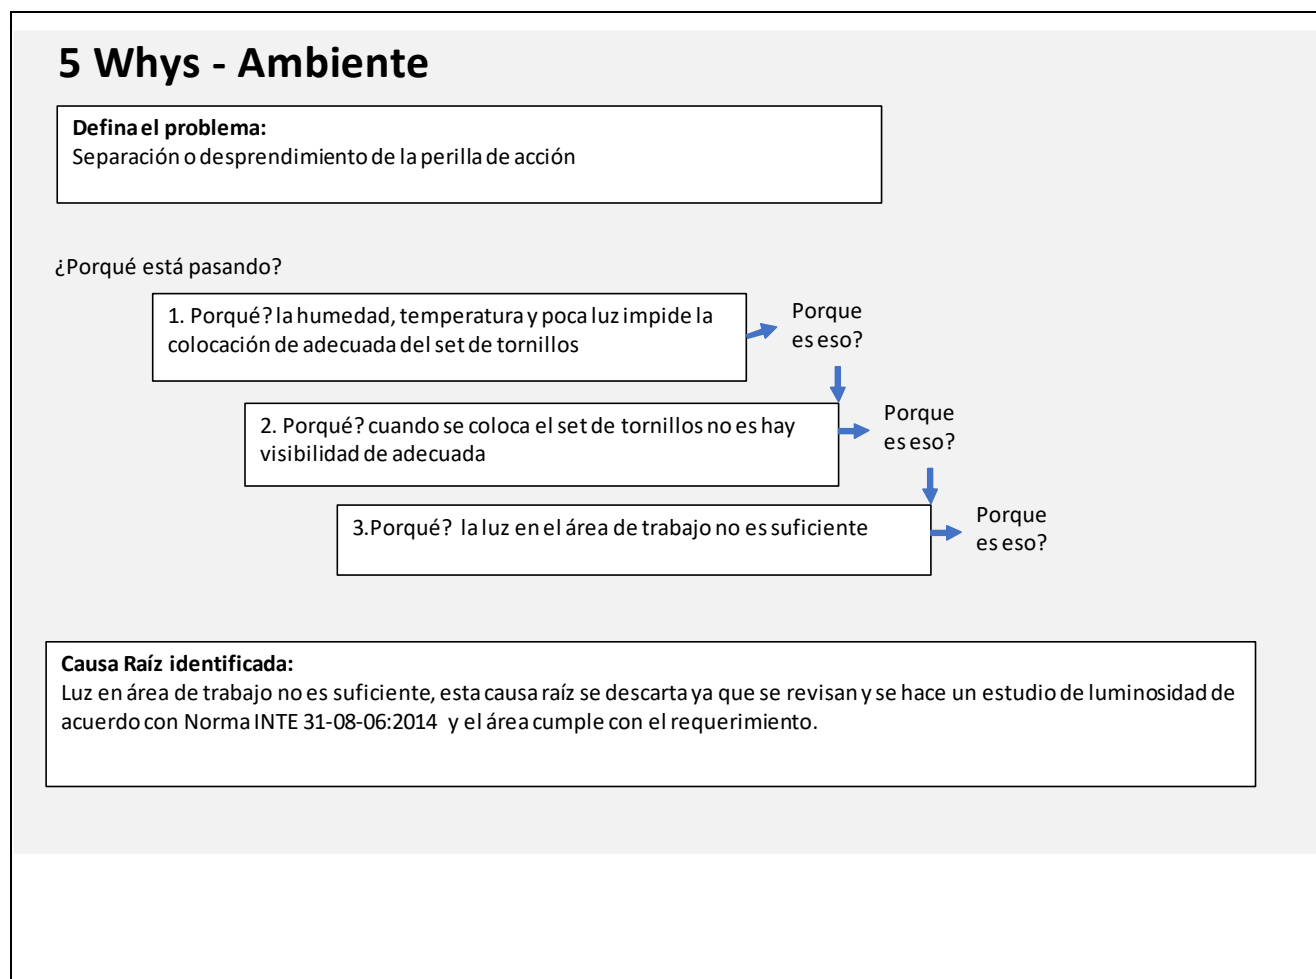 5 Whys - Ambiente
Defina el problema:
Separación o desprendimiento de la perilla de acción
¿Porqué está pasando?
1. Porqué? la humedad, temperatura y poca luz impide la
colocación de adecuada del set de tornillos
Porque
es eso?
2. Porqué? cuando se coloca el set de tornillos no es hay
visibilidad de adecuada
Porque
es eso?
3.Porqué? la luz en el área de trabajo no es suficiente
Porque
es eso?
Causa Raíz identificada:
Luz en área de trabajo no es suficiente, esta causa raíz se descarta ya que se revisan y se hace un estudio de luminosidad de
acuerdo con Norma INTE 31-08-06:2014 y el área cumple con el requerimiento.